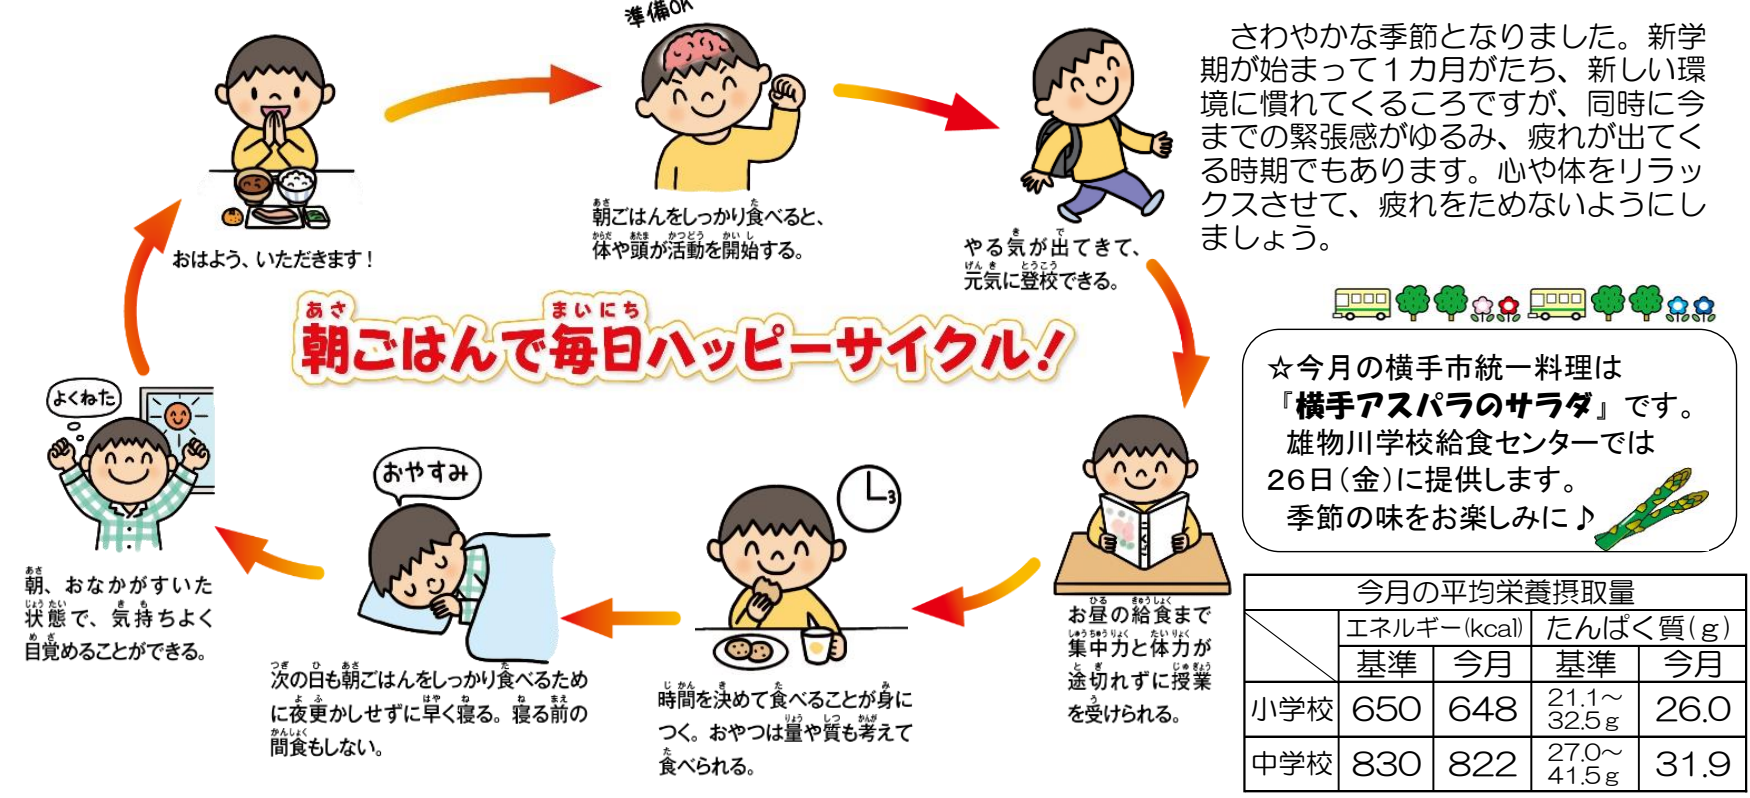 準備OK
おはよう、いただきます！
朝ごはんをしっかり食べると、
体や頭が活動を開始する。
やる気が出てきて、
元気に登校できる。
朝ごはんで毎日ハッピーサイクル！
お昼の給食まで
集中力と体力が
途切れずに授業
を受けられる。
こくご
3
時間を決めて食べることが身に
つく。おやつは量や質も考えて
食べられる。
おやすみ
次の日も朝ごはんをしっかり食べるため
に夜更かしせずに早く寝る。寝る前の
間食もしない。
よくねた
朝、おなかがすいた
状態で、気持ちよく
目覚めることができる。
さわやかな季節となりました。新学
期が始まって１カ月がたち、新しい環
境に慣れてくるころですが、同時に今
までの緊張感がゆるみ、疲れが出てく
る時期でもあります。心や体をリラッ
クスさせて、疲れをためないようにし
ましょう。
☆今月の横手市統一料理は
『横手アスパラのサラダ』です。
雄物川学校給食センターでは
26日(金)に提供します。
季節の味をお楽しみに♪
今月の平均栄養摂取量
エネルギー(kcal) たんぱく質(g)
基準 今月 基準 今月
小学校 650 648 21.1～32.5g 26.0
中学校 830 822 27.0～41.5g 31.9